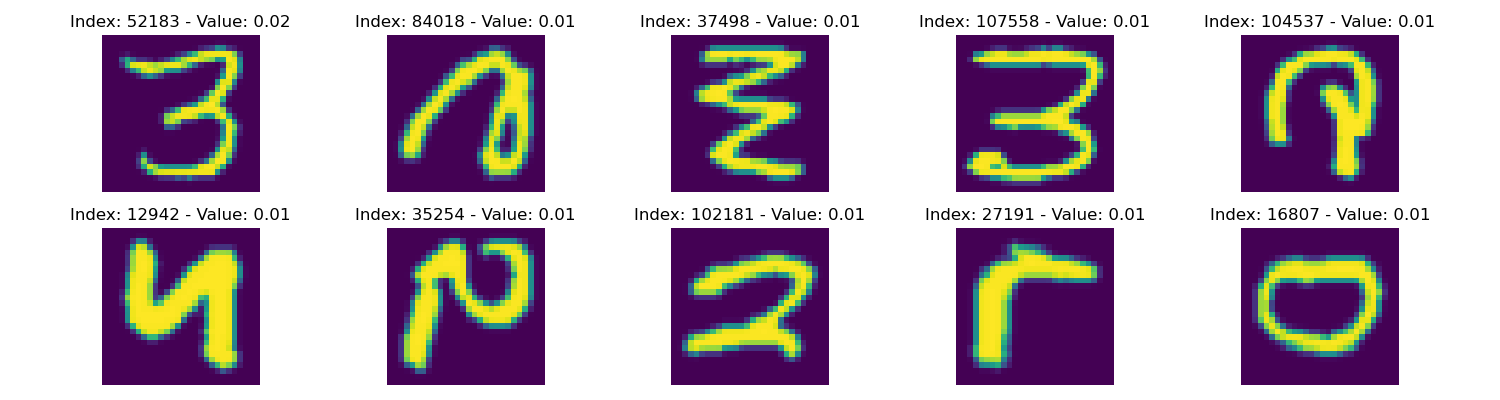 Index: 52183 - Value: 0.02 Index: 84018 - Value: 0.01 Index: 37498 - Value: 0.01 Index: 107558 - Value: 0.01 Index: 104537 - Value: 0.01
3 3
Index: 12942 - Value: 0.01 Index: 35254 - Value: 0.01 Index: 102181 - Value: 0.01 Index: 27191 - Value: 0.01 Index: 16807 - Value: 0.01